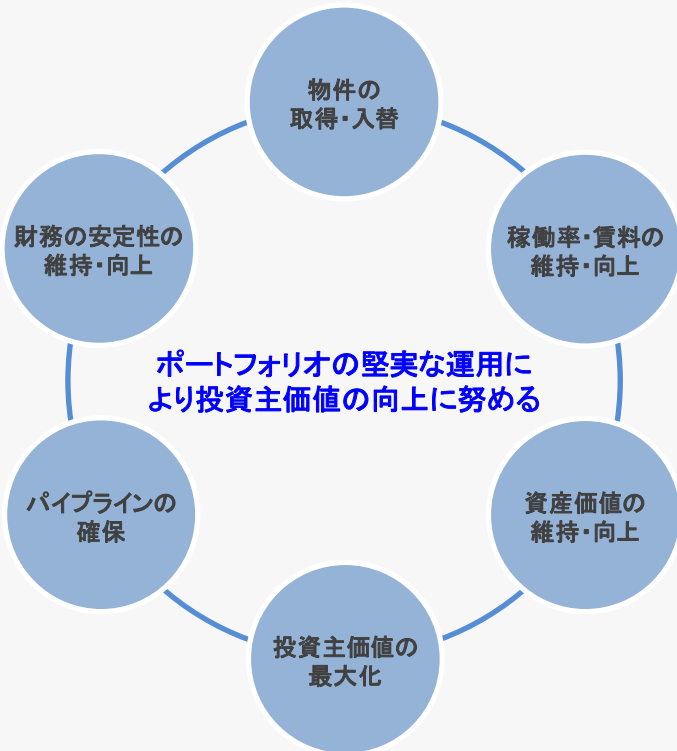 物件の
取得・入替
財務の安定性の
維持・向上
稼働率・賃料の
維持・向上
ポートフォリオの堅実な運用に
より投資主価値の向上に努める
パイプラインの
確保
資産価値の
維持・向上
投資主価値の
最大化